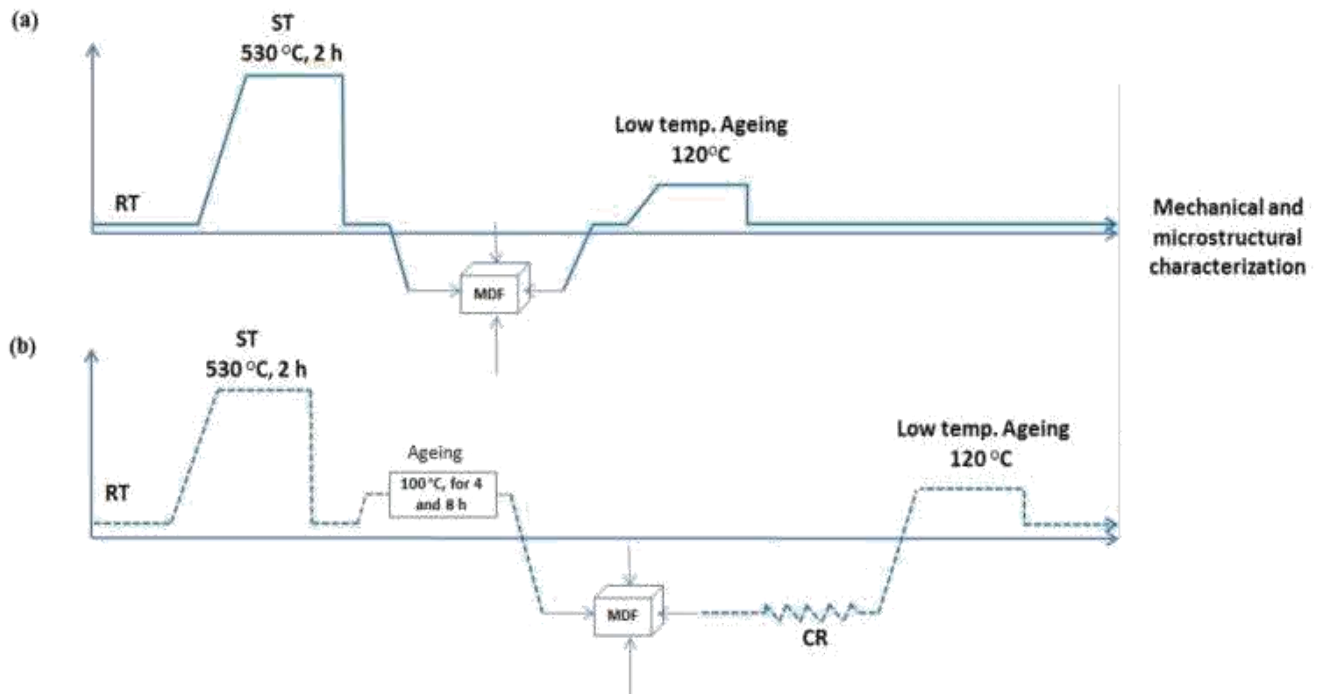 (a)
ST
530 °C, 2 h
Low temp. Ageing
120°C
RT
MDF
Mechanical and
microstructural
characterization
(b)
ST
530 °C, 2 h
Ageing
100 °C, for 4
and 8 h
Low temp. Ageing
120 °C
RT
MDF
CR